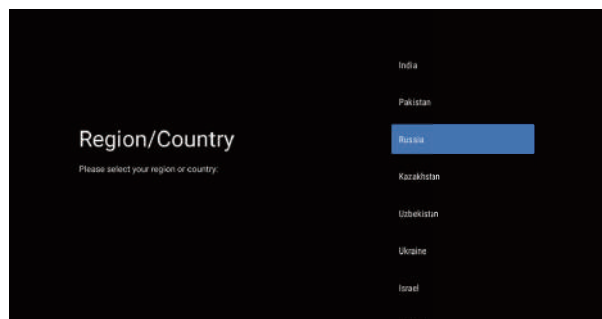 Region/Country
Please select your region or country:
India
Pakistan
Russia
Kazakhstan
Uzbekistan
Ukraine
Israel